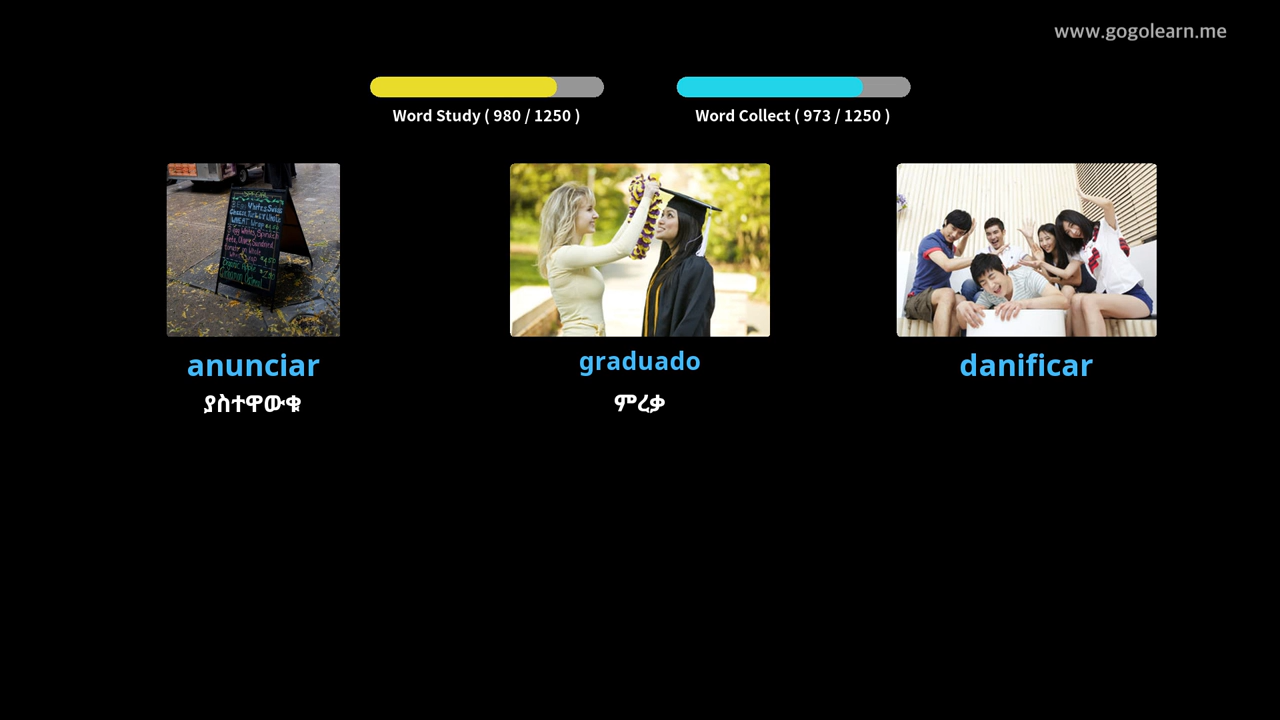 www.gogolearn.me
Word Study ( 980 / 1250 )
Word Collect ( 973 / 1250 )
anunciar
graduado
danificar
ያስተዋውቁ
ምረቃ